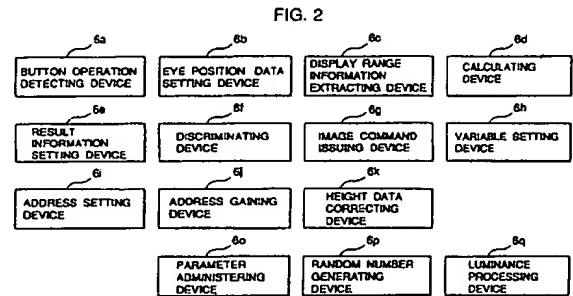 FIG. 2
6a
6b
6c
6d
BUTTON OPERATION
DETECTING DEVICE
EYE POSITION DATA
SETTING DEVICE
DISPLAY RANGE
INFORMATION
EXTRACTING DEVICE
CALCULATING
DEVICE
6e
6f
6g
6h
RESULT
INFORMATION
SETTING DEVICE
DISCRIMINATING
DEVICE
IMAGE COMMAND
ISSUING DEVICE
VARIABLE SETTING
DEVICE
6i
6j
6k
ADDRESS SETTING
DEVICE
ADDRESS GAINING
DEVICE
HEIGHT DATA
CORRECTING
DEVICE
6o
6p
6q
PARAMETER
ADMINISTERING
DEVICE
RANDOM NUMBER
GENERATING
DEVICE
LUMINANCE
PROCESSING
DEVICE